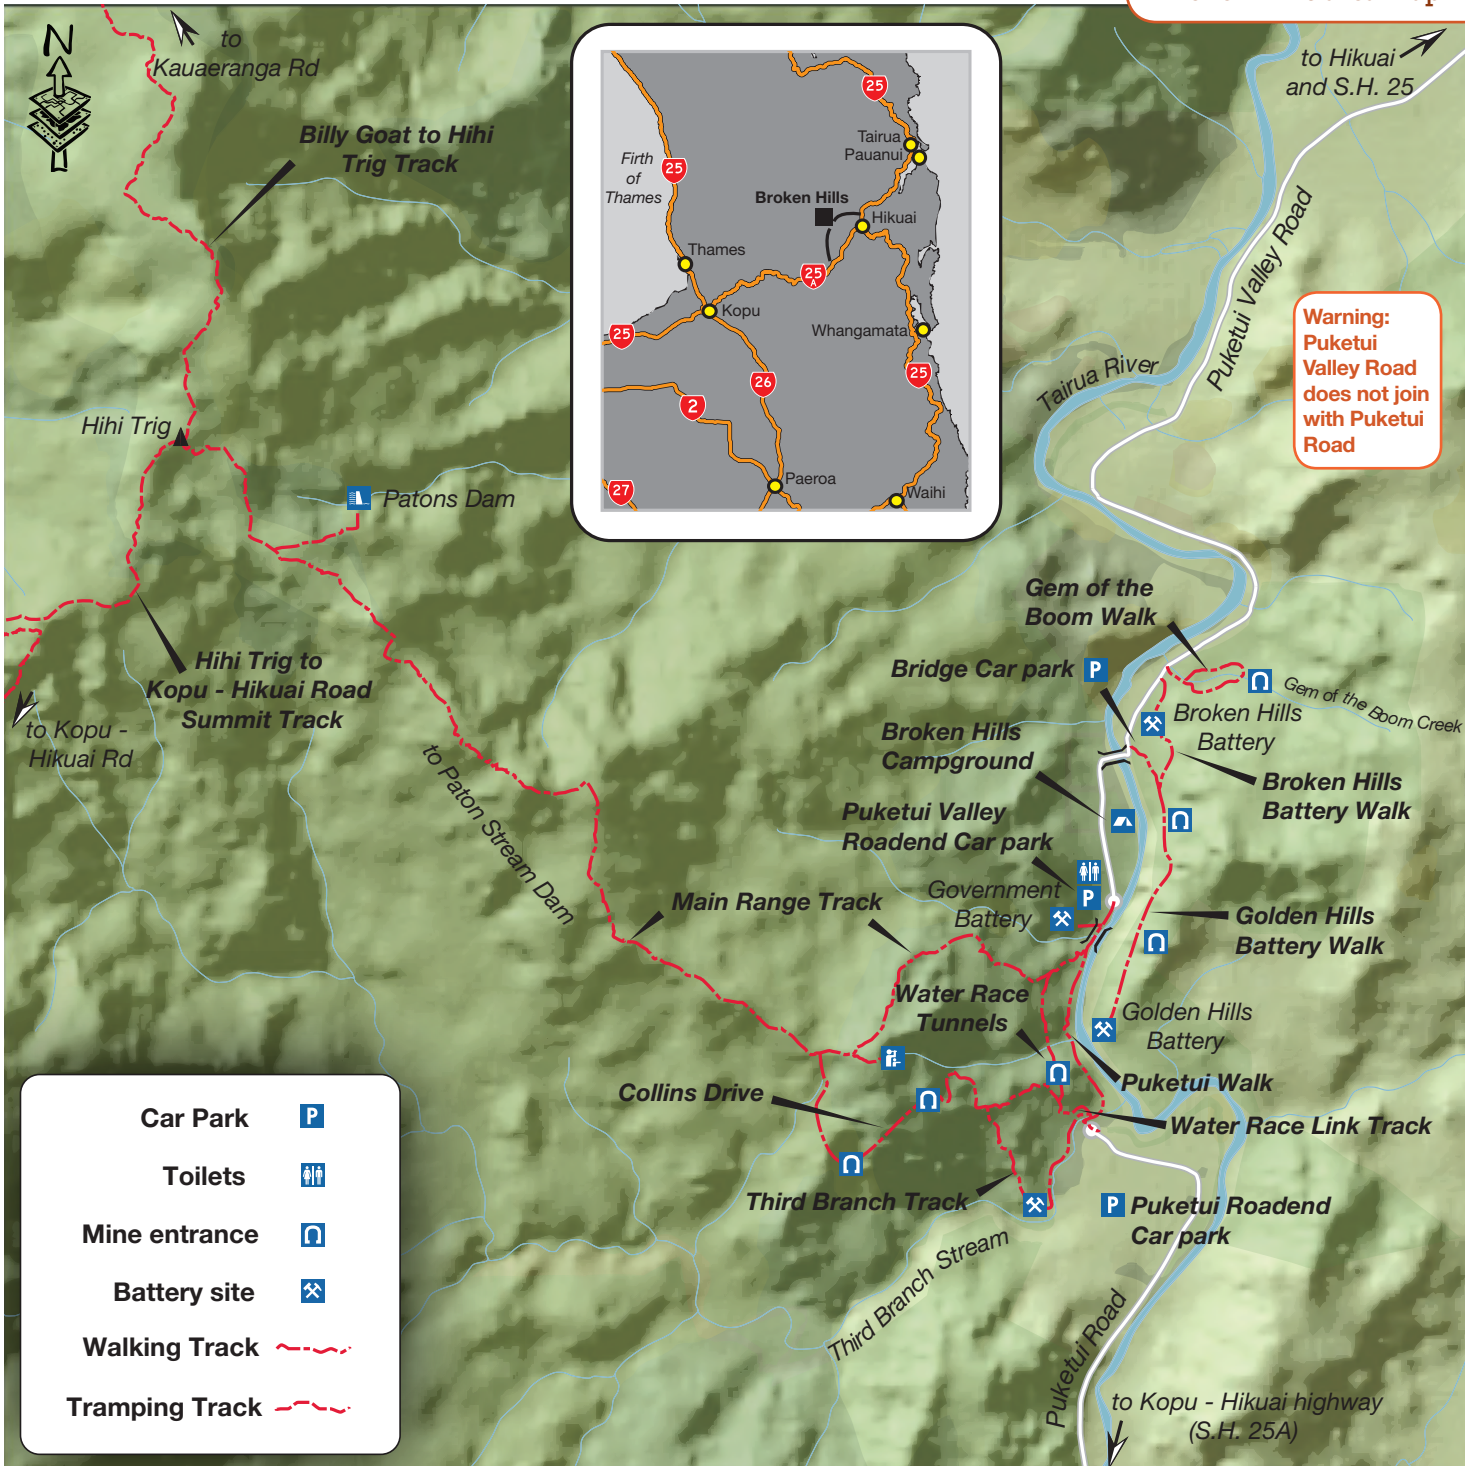 to Kauaeranga Rd
N
Billy Goat to Hihi
Trig Track
to Hikuai
and S.H. 25
Firth
of
Thames
25
25
Tairua
Pauanui
Broken Hills
Hikuai
Thames
25
A
Kopu
25
Whangamata
26
25
2
Paeroa
27
Waihi
Puketui Valley Road
Tairua River
Warning:
Puketui
Valley Road
does not join
with Puketui
Road
Hihi Trig
Patons Dam
Hihi Trig to
Kopu - Hikuai Road
Summit Track
to Kopu -
Hikuai Rd
to Paton Stream Dam
Gem of the
Boom Walk
Bridge Car park P
Gem of the Boom Creek
Broken Hills
Battery
Broken Hills
Campground
Broken Hills
Battery Walk
Puketui Valley
Roadend Car park
P
Government
Battery
Main Range Track
Golden Hills
Battery Walk
Water Race
Tunnels
Golden Hills
Battery
Puketui Walk
Collins Drive
Water Race Link Track
Third Branch Track
P Puketui Roadend
Car park
Third Branch Stream
Puketui Road
to Kopu - Hikuai highway
(S.H. 25A)
Car Park P
Toilets
Mine entrance
Battery site
Walking Track
Tramping Track